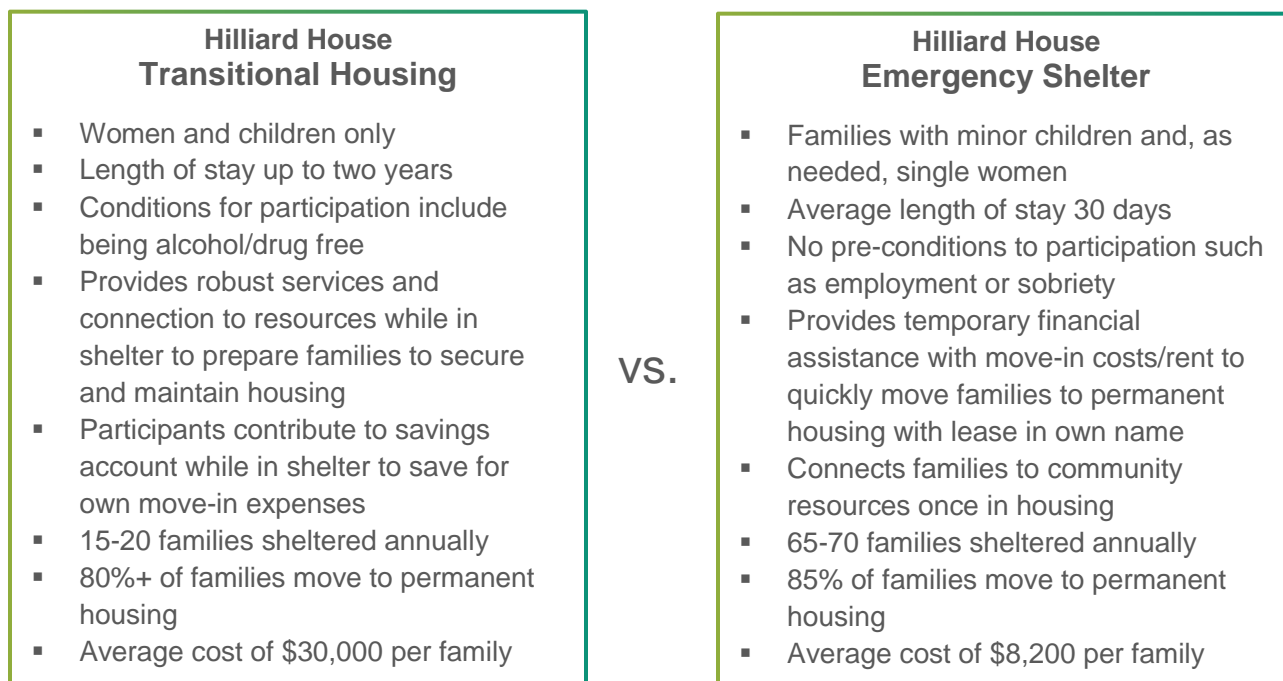 Hilliard House
Transitional Housing
▪ Women and children only
▪ Length of stay up to two years
▪ Conditions for participation include
being alcohol/drug free
▪ Provides robust services and
connection to resources while in
shelter to prepare families to secure
and maintain housing
▪ Participants contribute to savings
account while in shelter to save for
own move-in expenses
▪ 15-20 families sheltered annually
▪ 80%+ of families move to permanent
housing
▪ Average cost of $30,000 per family
vs.
Hilliard House
Emergency Shelter
▪ Families with minor children and, as
needed, single women
▪ Average length of stay 30 days
▪ No pre-conditions to participation such
as employment or sobriety
▪ Provides temporary financial
assistance with move-in costs/rent to
quickly move families to permanent
housing with lease in own name
▪ Connects families to community
resources once in housing
▪ 65-70 families sheltered annually
▪ 85% of families move to permanent
housing
▪ Average cost of $8,200 per family